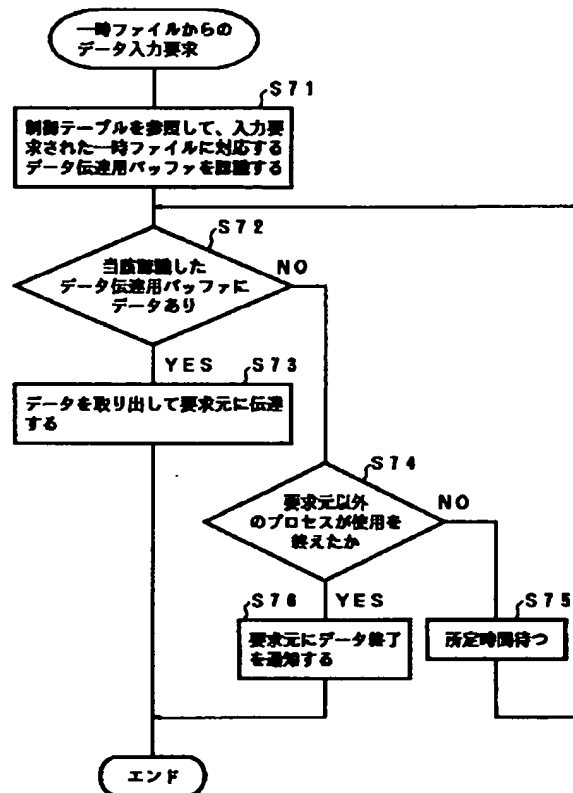 一時ファイルからの
データ入力要求
S71
制御テーブルを参照して、入力要
求された一時ファイルに対応する
データ伝達用バッファを認識する
S72
当該認識した
データ伝達用バッファに
データあり
NO
YES
S73
データを取り出して要求元に伝達
する
S74
要求元以外
のプロセスが使用を
終えたか
NO
S76
YES
S75
要求元にデータ終了
を通知する
所定時間待つ
エンド